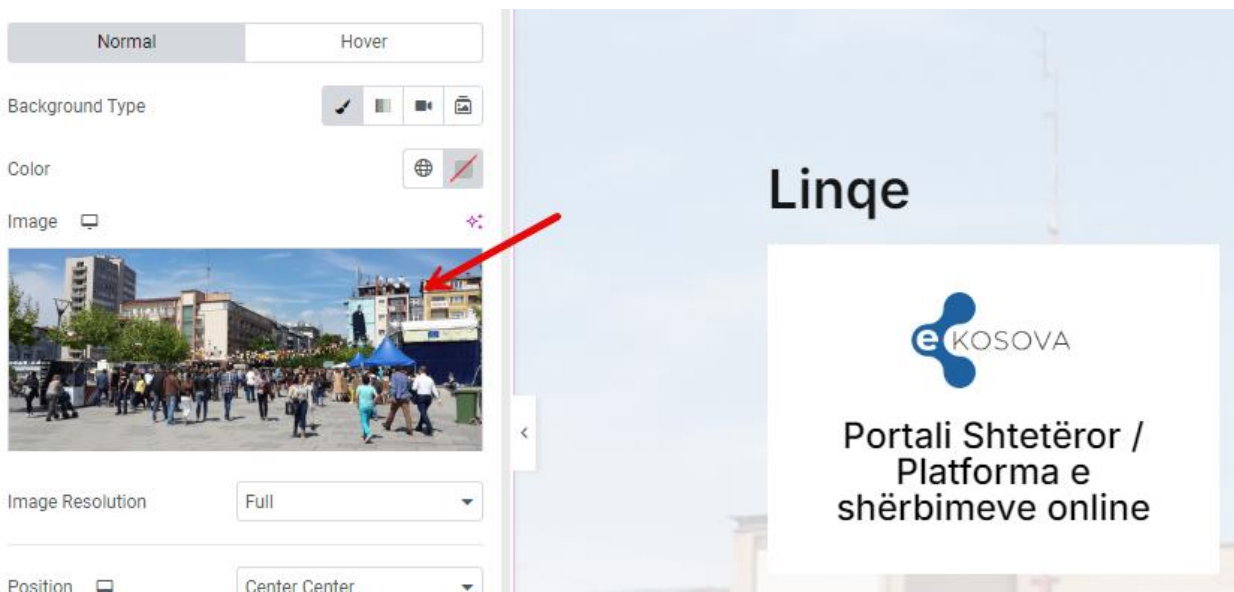 Normal
Hover
Background Type
Color
Image
Image Resolution
Full
Position
Center Center
Linqe
e KOSOVA
Portali Shtetëror /
Platforma e
shërbimeve online